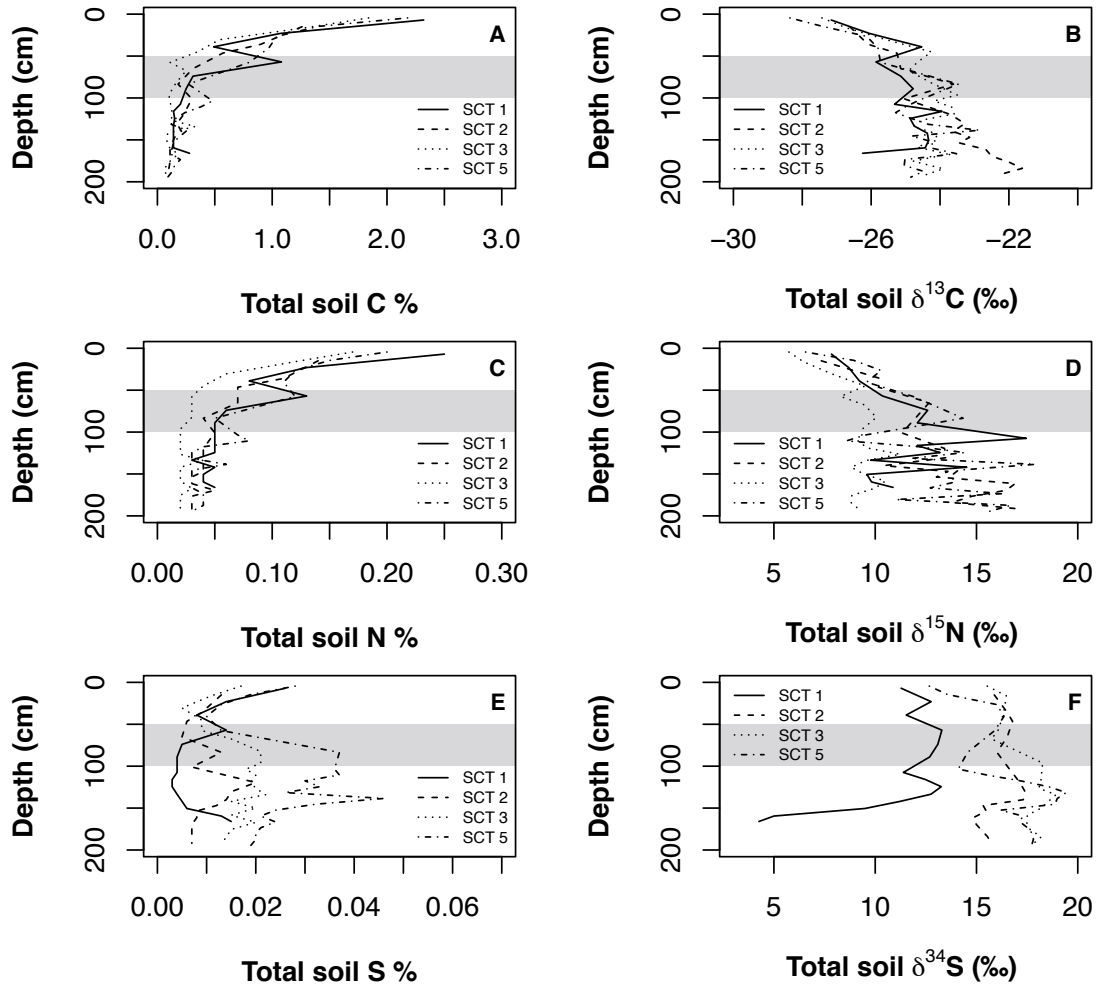 Depth (cm)
0
100
200
A
SCT 1
SCT 2
SCT 3
SCT 5
0.0 1.0 2.0 3.0
Total soil C %
Depth (cm)
0
100
200
B
SCT 1
SCT 2
SCT 3
SCT 5
−30 −26 −22
Total soil δ¹³C (‰)
Depth (cm)
0
100
200
C
SCT 1
SCT 2
SCT 3
SCT 5
0.00 0.10 0.20 0.30
Total soil N %
Depth (cm)
0
100
200
D
SCT 1
SCT 2
SCT 3
SCT 5
5 10 15 20
Total soil δ¹⁵N (‰)
Depth (cm)
0
100
200
E
SCT 1
SCT 2
SCT 3
SCT 5
0.00 0.02 0.04 0.06
Total soil S %
Depth (cm)
0
100
200
F
SCT 1
SCT 2
SCT 3
SCT 5
5 10 15 20
Total soil δ³⁴S (‰)